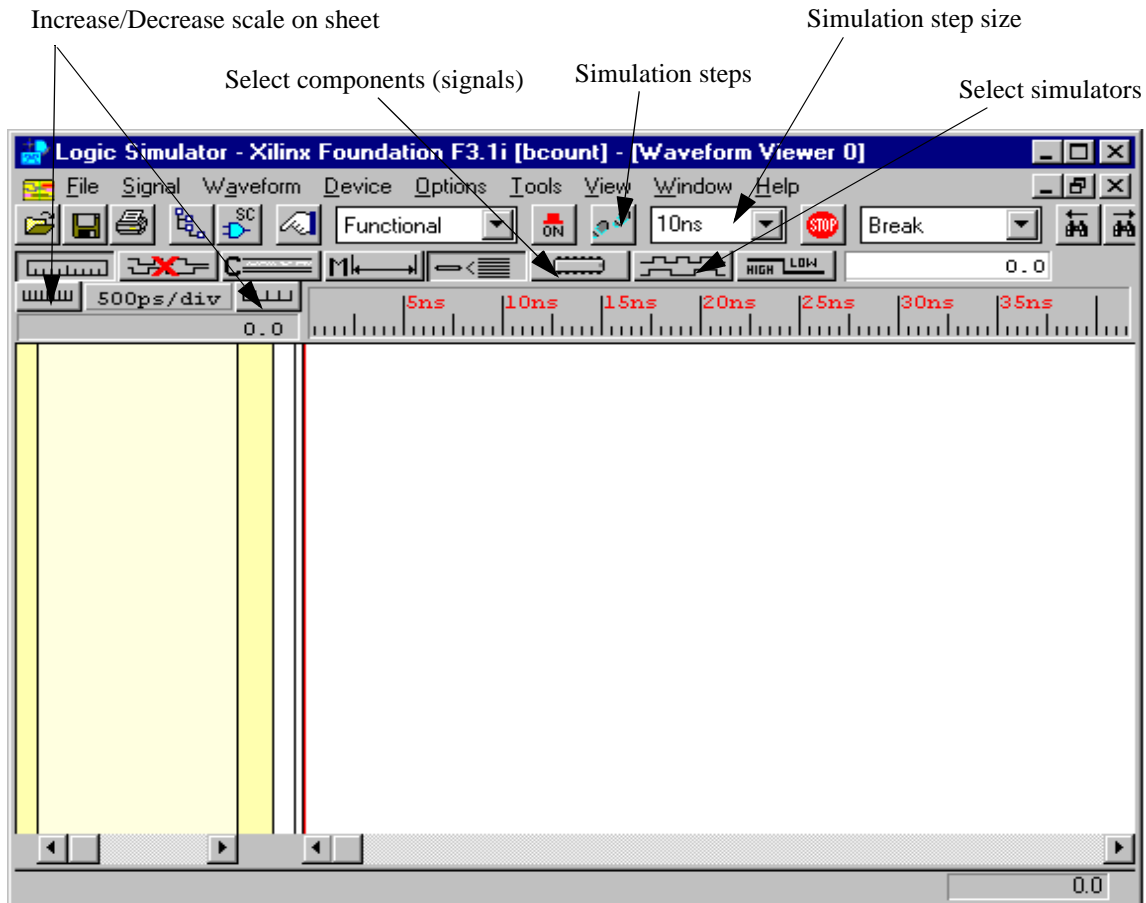 Increase/Decrease scale on sheet
Simulation step size
Select components (signals)
Simulation steps
Select simulators
Logic Simulator - Xilinx Foundation F3.1i [bcount] - [Waveform Viewer 0]
File Signal Waveform Device Options Tools View Window Help
SC Functional ON 10ns STOP Break
C M HIGH LOW 0.0
500ps/div 5ns 10ns 15ns 20ns 25ns 30ns 35ns
0.0
0.0